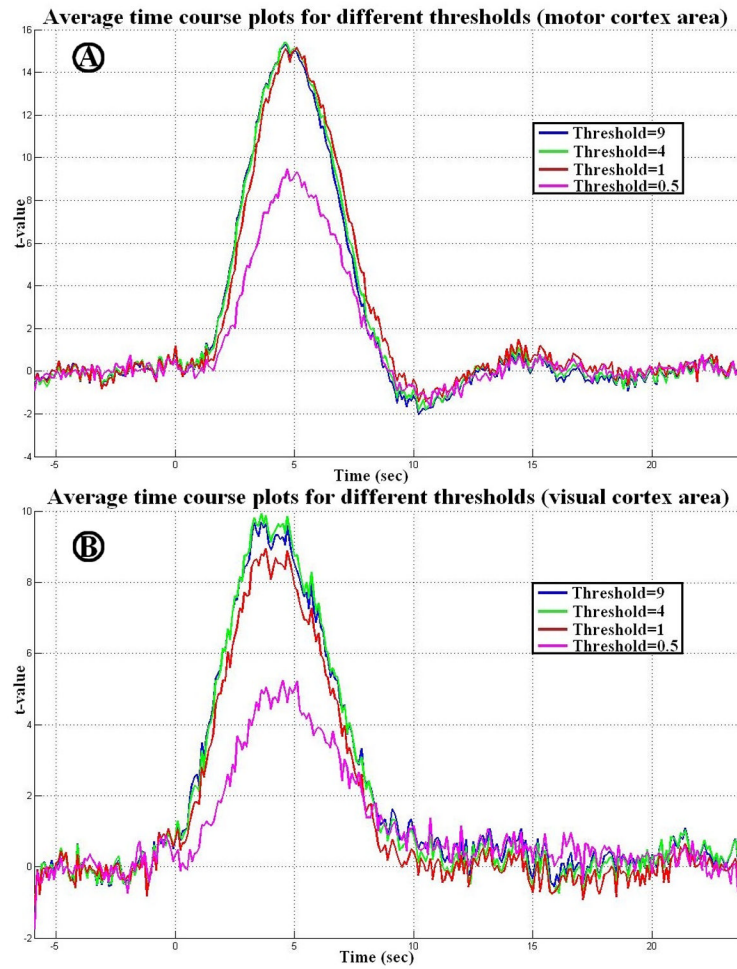 Average time course plots for different thresholds (motor cortex area)
A
16
14
12
10
8
6
4
2
0
-2
-4
t-value
Threshold=9
Threshold=4
Threshold=1
Threshold=0.5
-5 0 5 10 15 20
Time (sec)
Average time course plots for different thresholds (visual cortex area)
B
10
8
6
4
2
0
-2
t-value
Threshold=9
Threshold=4
Threshold=1
Threshold=0.5
-5 0 5 10 15 20
Time (sec)